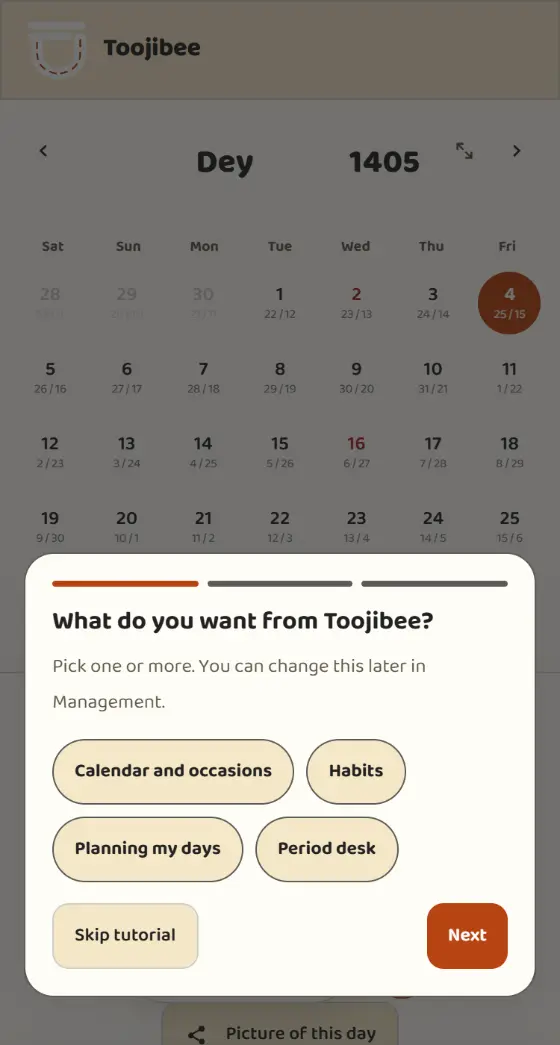 Toojibee
Dey 1405
Sat Sun Mon Tue Wed Thu Fri
28 29 30 1 2 3 4
22/12 23/13 24/14 25/15
5 6 7 8 9 10 11
26/16 27/17 28/18 29/19 30/20 31/21 1/22
12 13 14 15 16 17 18
2/23 3/24 4/25 5/26 6/27 7/28 8/29
19 20 21 22 23 24 25
9/30 10/1 11/2 12/3 13/4 14/5 15/6
What do you want from Toojibee?
Pick one or more. You can change this later in
Management.
Calendar and occasions Habits
Planning my days Period desk
Skip tutorial Next
Picture of this day